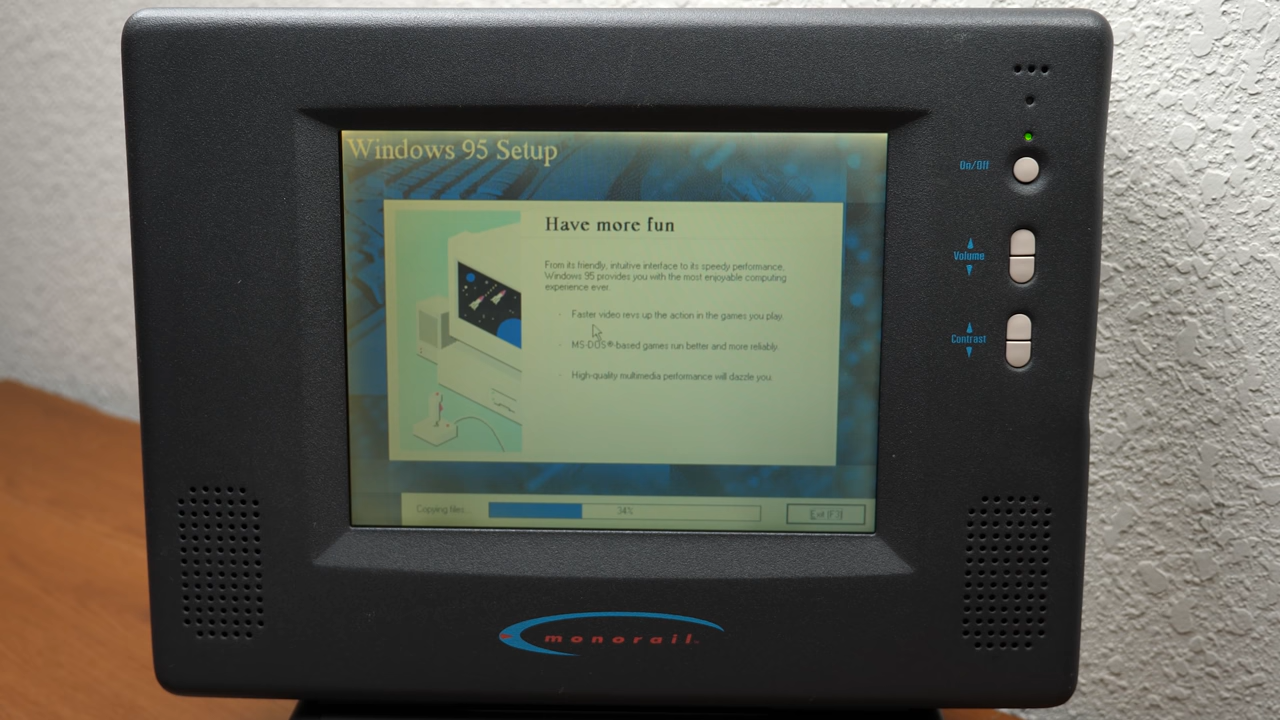 Windows 95 Setup
Have more fun
From its friendly, intuitive interface to its speedy performance,
Windows 95 provides you with the most enjoyable computing
experience ever.
Faster video revs up the action in the games you play.
MS-DOS®-based games run better and more reliably.
High-quality multimedia performance will dazzle you.
Copying files...
34%
Exit (F3)
On/Off
Volume
Contrast
monorail™